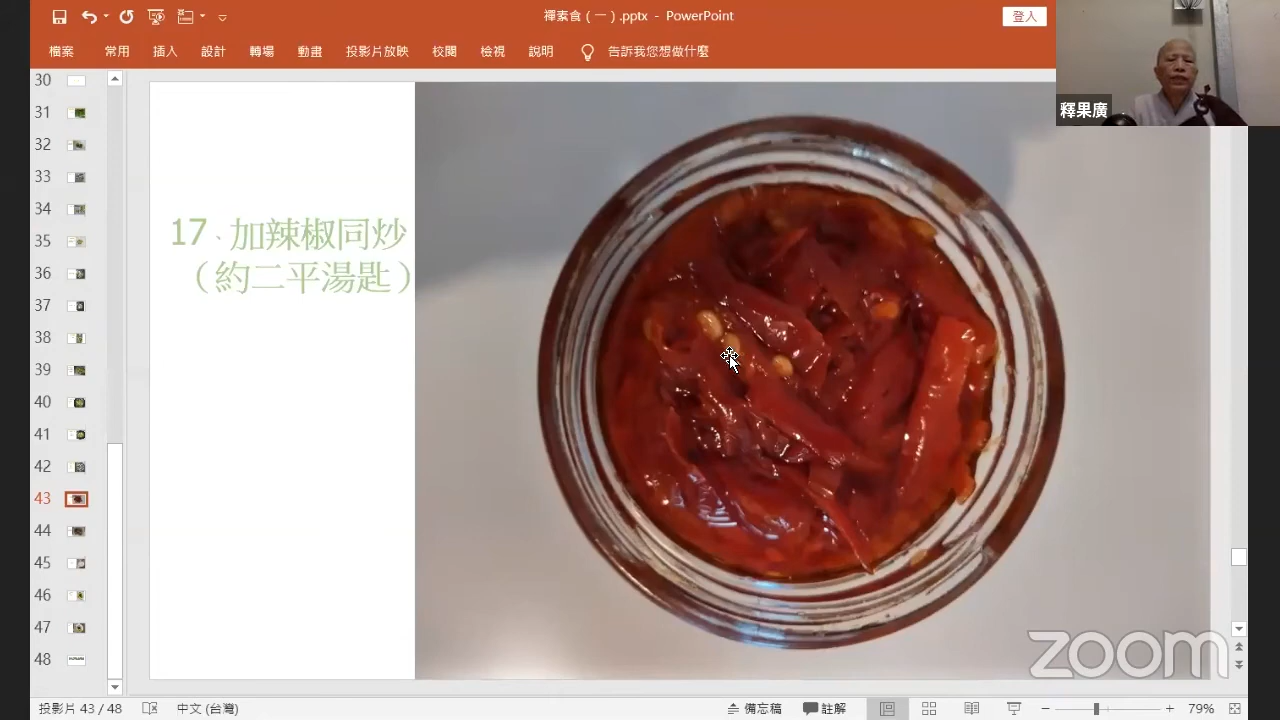 禪素食(一).pptx - PowerPoint
登入
檔案 常用 插入 設計 轉場 動畫 投影片放映 校閱 檢視 說明 告訴我您想做什麼
釋果廣
30
31
32
33
34
35
36
37
38
39
40
41
42
43
44
45
46
47
48
17、加辣椒同炒
(約二平湯匙)
zoom
投影片 43 / 48 中文 (台灣) 備忘稿 註解 79%